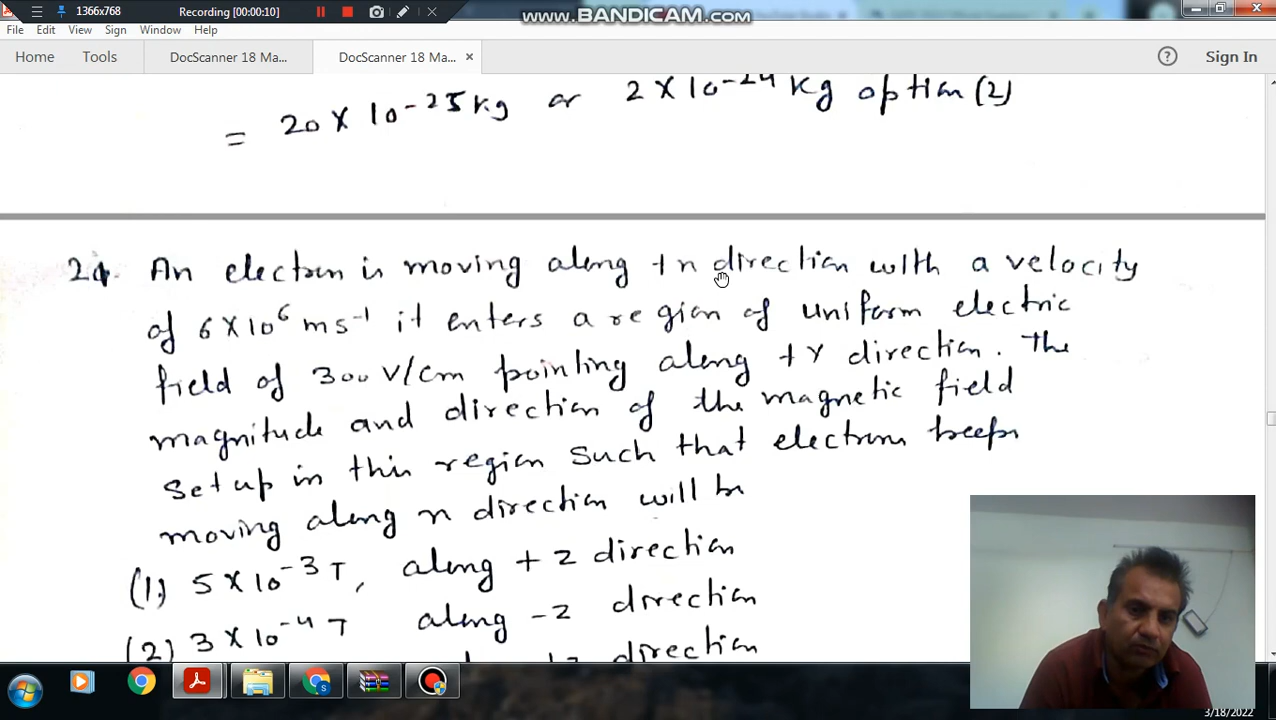 1366x768
Recording [00:00:10]
www.BANDICAM.com
File Edit View Sign Window Help
Home Tools DocScanner 18 Ma... DocScanner 18 Ma... × ? Sign In
= 20 X 10-25 Kg or 2 X 10-24 Kg option (2)
An electron is moving along +x direction with a velocity
of 6 X 10⁶ ms⁻¹ it enters a region of uniform electric
field of 300 V/cm pointing along + Y direction. The
magnitude and direction of the magnetic field
set up in this region such that electron keeps
moving along x direction will be
(1) 5 X 10⁻³ T, along + Z direction
(2) 3 X 10⁻⁴ T along -Z direction
direction
3/18/2022